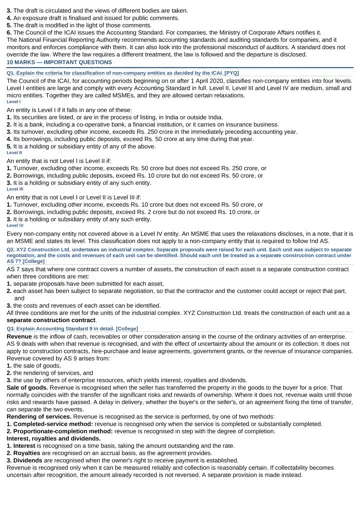 3. The draft is circulated and the views of different bodies are taken.
4. An exposure draft is finalised and issued for public comments.
5. The draft is modified in the light of those comments.
6. The Council of the ICAI issues the Accounting Standard. For companies, the Ministry of Corporate Affairs notifies it.
The National Financial Reporting Authority recommends accounting standards and auditing standards for companies, and it
monitors and enforces compliance with them. It can also look into the professional misconduct of auditors. A standard does not
override the law. Where the law requires a different treatment, the law is followed and the departure is disclosed.
10 MARKS — IMPORTANT QUESTIONS
Q1. Explain the criteria for classification of non-company entities as decided by the ICAI. [PYQ]
The Council of the ICAI, for accounting periods beginning on or after 1 April 2020, classifies non-company entities into four levels.
Level I entities are large and comply with every Accounting Standard in full. Level II, Level III and Level IV are medium, small and
micro entities. Together they are called MSMEs, and they are allowed certain relaxations.
Level I
An entity is Level I if it falls in any one of these:
1. Its securities are listed, or are in the process of listing, in India or outside India.
2. It is a bank, including a co-operative bank, a financial institution, or it carries on insurance business.
3. Its turnover, excluding other income, exceeds Rs. 250 crore in the immediately preceding accounting year.
4. Its borrowings, including public deposits, exceed Rs. 50 crore at any time during that year.
5. It is a holding or subsidiary entity of any of the above.
Level II
An entity that is not Level I is Level II if:
1. Turnover, excluding other income, exceeds Rs. 50 crore but does not exceed Rs. 250 crore, or
2. Borrowings, including public deposits, exceed Rs. 10 crore but do not exceed Rs. 50 crore, or
3. It is a holding or subsidiary entity of any such entity.
Level III
An entity that is not Level I or Level II is Level III if:
1. Turnover, excluding other income, exceeds Rs. 10 crore but does not exceed Rs. 50 crore, or
2. Borrowings, including public deposits, exceed Rs. 2 crore but do not exceed Rs. 10 crore, or
3. It is a holding or subsidiary entity of any such entity.
Level IV
Every non-company entity not covered above is a Level IV entity. An MSME that uses the relaxations discloses, in a note, that it is
an MSME and states its level. This classification does not apply to a non-company entity that is required to follow Ind AS.
Q2. XYZ Construction Ltd. undertakes an industrial complex. Separate proposals were raised for each unit. Each unit was subject to separate
negotiation, and the costs and revenues of each unit can be identified. Should each unit be treated as a separate construction contract under
AS 7? [College]
AS 7 says that where one contract covers a number of assets, the construction of each asset is a separate construction contract
when three conditions are met:
1. separate proposals have been submitted for each asset,
2. each asset has been subject to separate negotiation, so that the contractor and the customer could accept or reject that part,
and
3. the costs and revenues of each asset can be identified.
All three conditions are met for the units of the industrial complex. XYZ Construction Ltd. treats the construction of each unit as a
separate construction contract.
Q3. Explain Accounting Standard 9 in detail. [College]
Revenue is the inflow of cash, receivables or other consideration arising in the course of the ordinary activities of an enterprise.
AS 9 deals with when that revenue is recognised, and with the effect of uncertainty about the amount or its collection. It does not
apply to construction contracts, hire-purchase and lease agreements, government grants, or the revenue of insurance companies.
Revenue covered by AS 9 arises from:
1. the sale of goods,
2. the rendering of services, and
3. the use by others of enterprise resources, which yields interest, royalties and dividends.
Sale of goods. Revenue is recognised when the seller has transferred the property in the goods to the buyer for a price. That
normally coincides with the transfer of the significant risks and rewards of ownership. Where it does not, revenue waits until those
risks and rewards have passed. A delay in delivery, whether the buyer's or the seller's, or an agreement fixing the time of transfer,
can separate the two events.
Rendering of services. Revenue is recognised as the service is performed, by one of two methods:
1. Completed-service method: revenue is recognised only when the service is completed or substantially completed.
2. Proportionate-completion method: revenue is recognised in step with the degree of completion.
Interest, royalties and dividends.
1. Interest is recognised on a time basis, taking the amount outstanding and the rate.
2. Royalties are recognised on an accrual basis, as the agreement provides.
3. Dividends are recognised when the owner's right to receive payment is established.
Revenue is recognised only when it can be measured reliably and collection is reasonably certain. If collectability becomes
uncertain after recognition, the amount already recorded is not reversed. A separate provision is made instead.